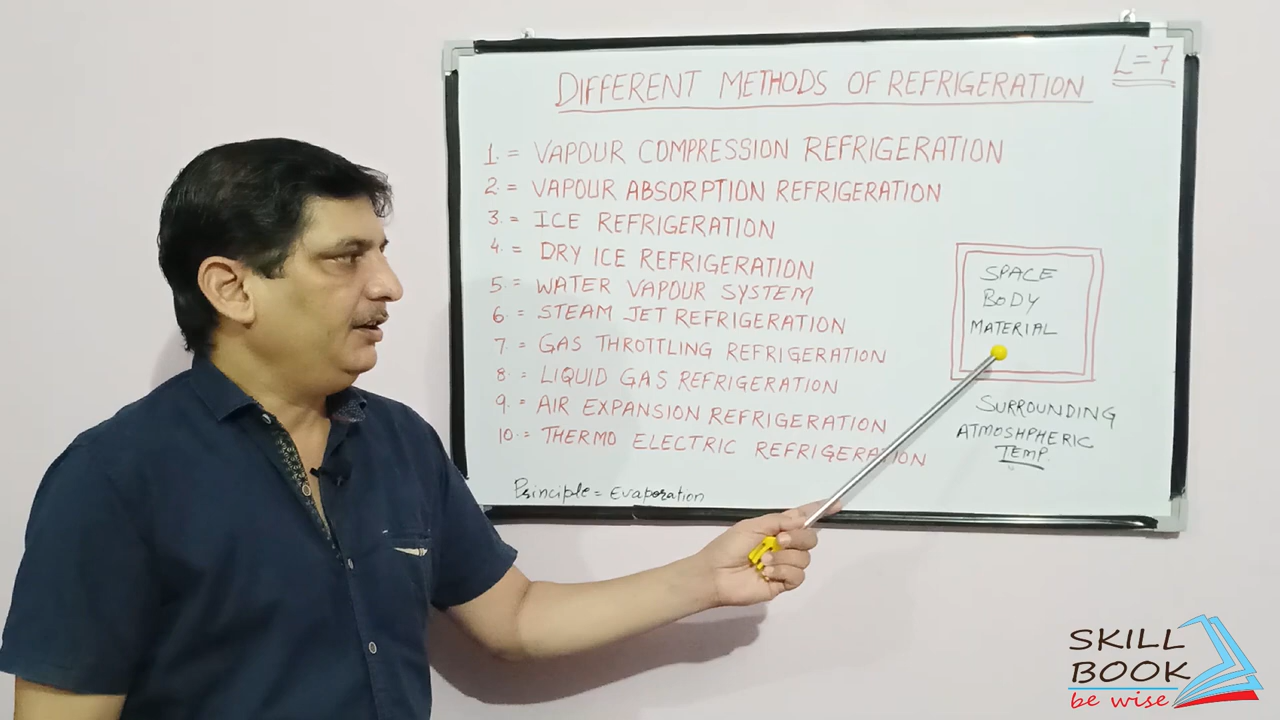 DIFFERENT METHODS OF REFRIGERATION
L=7
1. = VAPOUR COMPRESSION REFRIGERATION
2. = VAPOUR ABSORPTION REFRIGERATION
3. = ICE REFRIGERATION
4. = DRY ICE REFRIGERATION
5. = WATER VAPOUR SYSTEM
6. = STEAM JET REFRIGERATION
7. = GAS THROTTLING REFRIGERATION
8. = LIQUID GAS REFRIGERATION
9. = AIR EXPANSION REFRIGERATION
10. = THERMO ELECTRIC REFRIGERATION
Principle = Evaporation
SPACE
BODY
MATERIAL
SURROUNDING
ATMOSHPHERIC
TEMP.
SKILL
BOOK
be wise